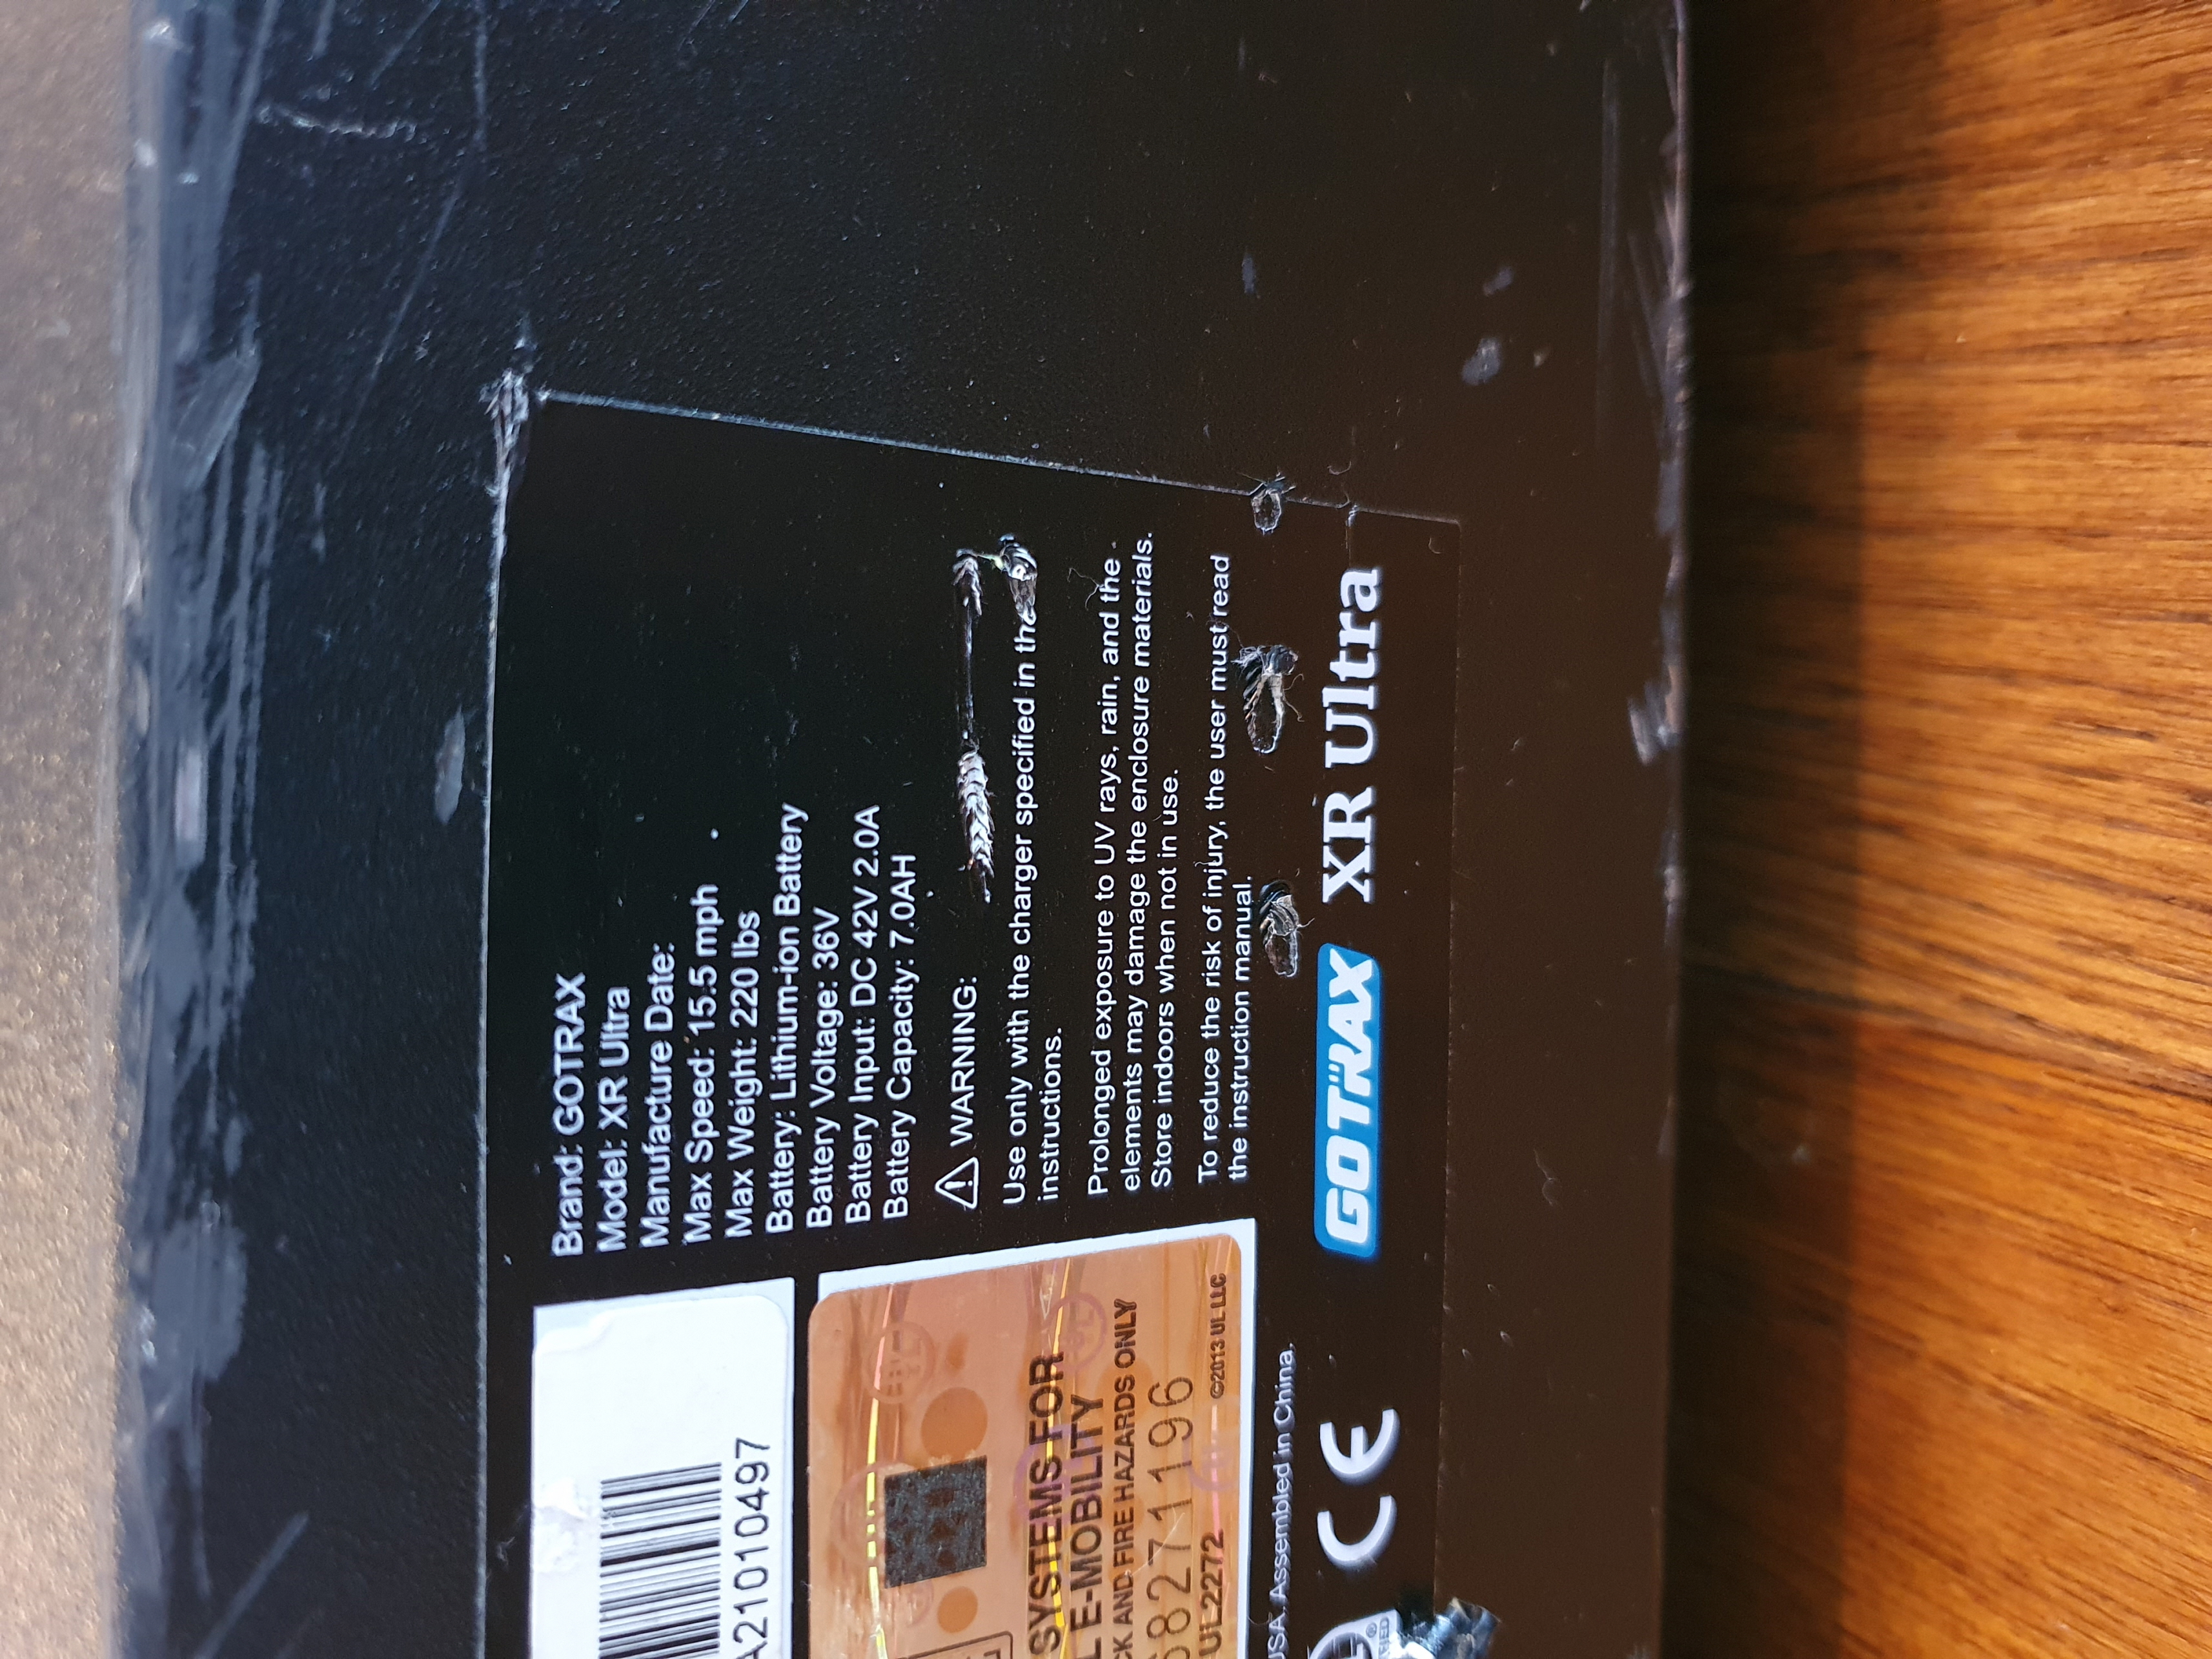 Brand: GOTRAX
Model: XR Ultra
Manufacture Date:
Max Speed: 15.5 mph
Max Weight: 220 lbs
Battery: Lithium-ion Battery
Battery Voltage: 36V
Battery Input: DC 42V 2.0A
Battery Capacity: 7.0AH
WARNING:
Use only with the charger specified in the
instructions.
Prolonged exposure to UV rays, rain, and the
elements may damage the enclosure materials.
Store indoors when not in use.
To reduce the risk of injury, the user must read
the instruction manual.
GOTRAX XR Ultra
A21010497
SYSTEMS FOR
E-MOBILITY
AND FIRE HAZARDS ONLY
8271196
UL22272 ©2013 UL LLC
USA. Assembled in China.
CE